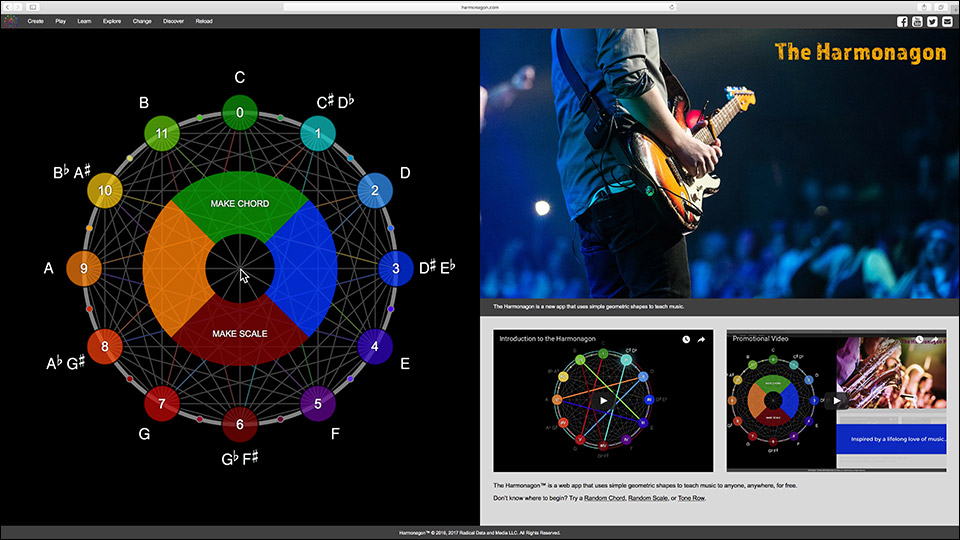 harmonagon.com
Create Play Learn Explore Change Discover Reload
The Harmonagon
C
B
C♯ D♭
0
11
1
B♭ A♯
D
10
2
MAKE CHORD
A
9
3
D♯ E♭
MAKE SCALE
8
4
A♭ G♯
E
7
5
G
6
F
G♭ F♯
The Harmonagon is a new app that uses simple geometric shapes to teach music.
Introduction to the Harmonagon
Promotional Video
MAKE CHORD
MAKE SCALE
Inspired by a lifelong love of music...
The Harmonagon™ is a web app that uses simple geometric shapes to teach music to anyone, anywhere, for free.
Don't know where to begin? Try a Random Chord, Random Scale, or Tone Row.
Harmonagon™ © 2016, 2017 Radical Data and Media LLC. All Rights Reserved.